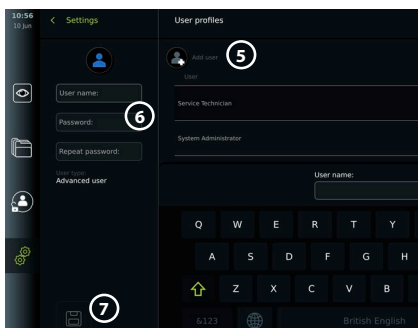 10:56
10 Jun
Settings
User profiles
Add user
5
User
User name:
Service Technician
Password:
6
System Administrator
Repeat password:
User type:
Advanced user
User name:
Q W E R T Y
A S D F G H
Z X C V B
7
&123
British English